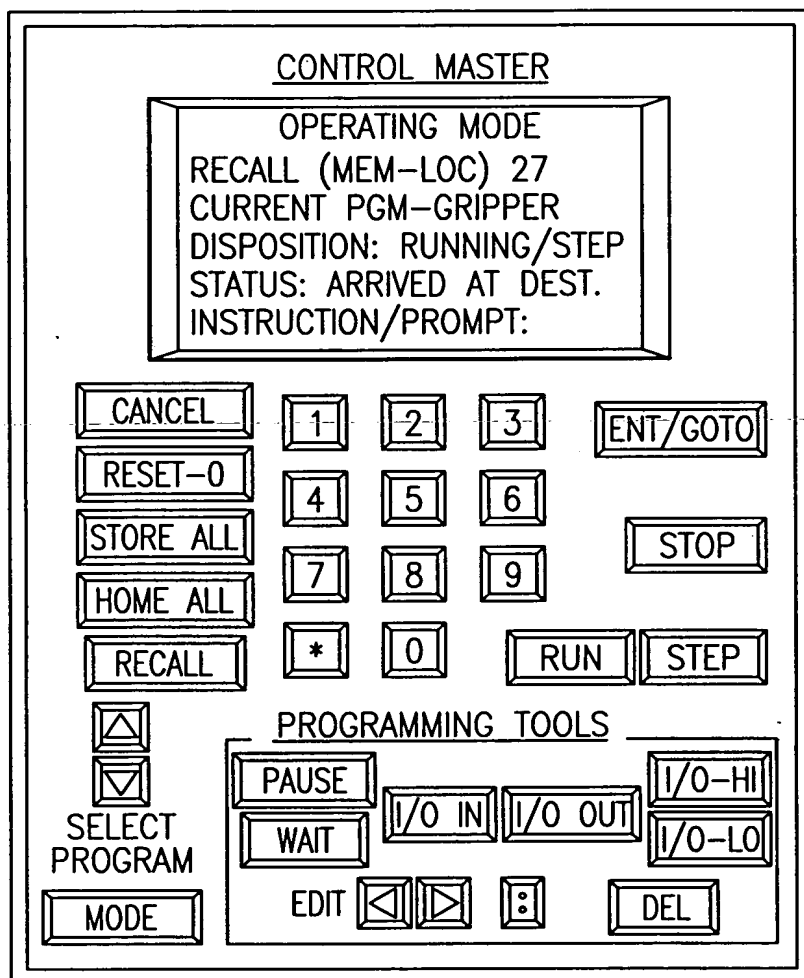 CONTROL MASTER
OPERATING MODE
RECALL (MEM-LOC) 27
CURRENT PGM-GRIPPER
DISPOSITION: RUNNING/STEP
STATUS: ARRIVED AT DEST.
INSTRUCTION/PROMPT:
CANCEL 1 2 3 ENT/GOTO
RESET-0
4 5 6
STORE ALL STOP
7 8 9
HOME ALL
RECALL * 0 RUN STEP
PROGRAMMING TOOLS
PAUSE I/O-HI
I/O IN I/O OUT
SELECT
PROGRAM
WAIT I/O-LO
MODE EDIT : DEL